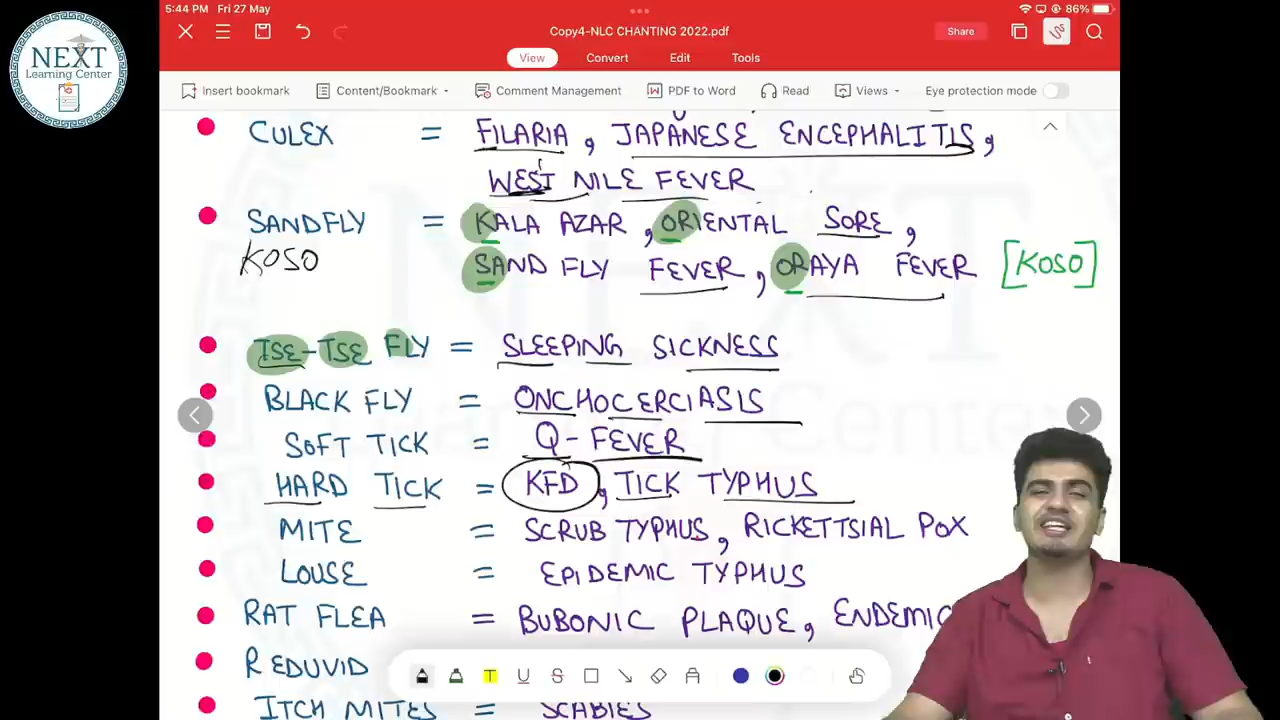 5:44 PM Fri 27 May
86%
NEXT
Learning Center
Copy4-NLC CHANTING 2022.pdf
Share
View Convert Edit Tools
Insert bookmark Content/Bookmark Comment Management PDF to Word Read Views Eye protection mode
CULEX = FILARIA, JAPANESE ENCEPHALITIS,
WEST NILE FEVER
SANDFLY = KALA AZAR, ORIENTAL SORE,
KOSO SAND FLY FEVER, ORAYA FEVER [KOSO]
TSE-TSE FLY = SLEEPING SICKNESS
BLACK FLY = ONCHOCERCIASIS
SOFT TICK = Q-FEVER
HARD TICK = KFD, TICK TYPHUS
MITE = SCRUB TYPHUS, RICKETTSIAL POX
LOUSE = EPIDEMIC TYPHUS
RAT FLEA = BUBONIC PLAQUE, ENDEMIC
REDUVID
ITCH MITES = SCABIES